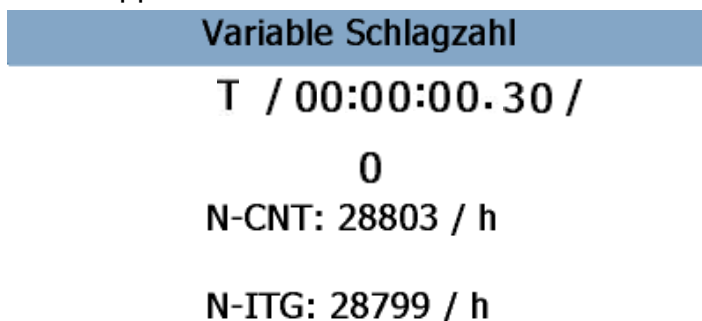 Variable Schlagzahl
T / 00:00:00.30 /
0
N-CNT: 28803 / h
N-ITG: 28799 / h